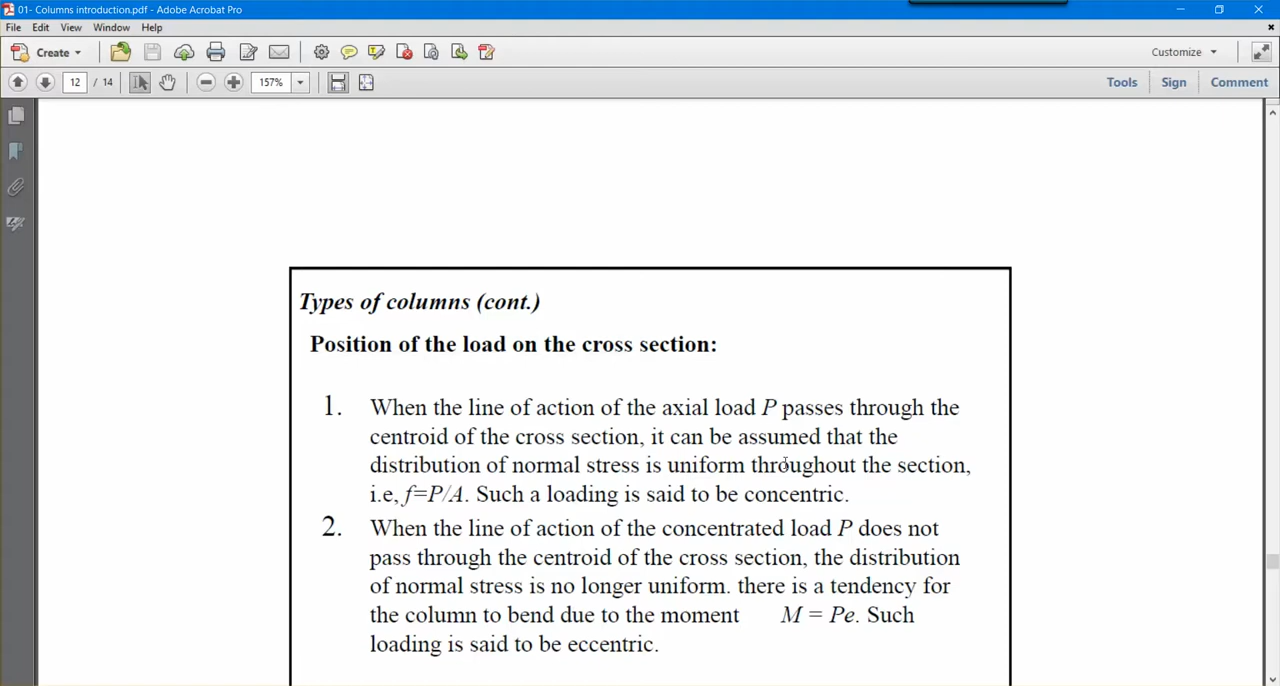 01- Columns introduction.pdf - Adobe Acrobat Pro
File Edit View Window Help
Create Customize
12 / 14 157% Tools Sign Comment
Types of columns (cont.)
Position of the load on the cross section:
1. When the line of action of the axial load P passes through the
centroid of the cross section, it can be assumed that the
distribution of normal stress is uniform throughout the section,
i.e, f=P/A. Such a loading is said to be concentric.
2. When the line of action of the concentrated load P does not
pass through the centroid of the cross section, the distribution
of normal stress is no longer uniform. there is a tendency for
the column to bend due to the moment M = Pe. Such
loading is said to be eccentric.